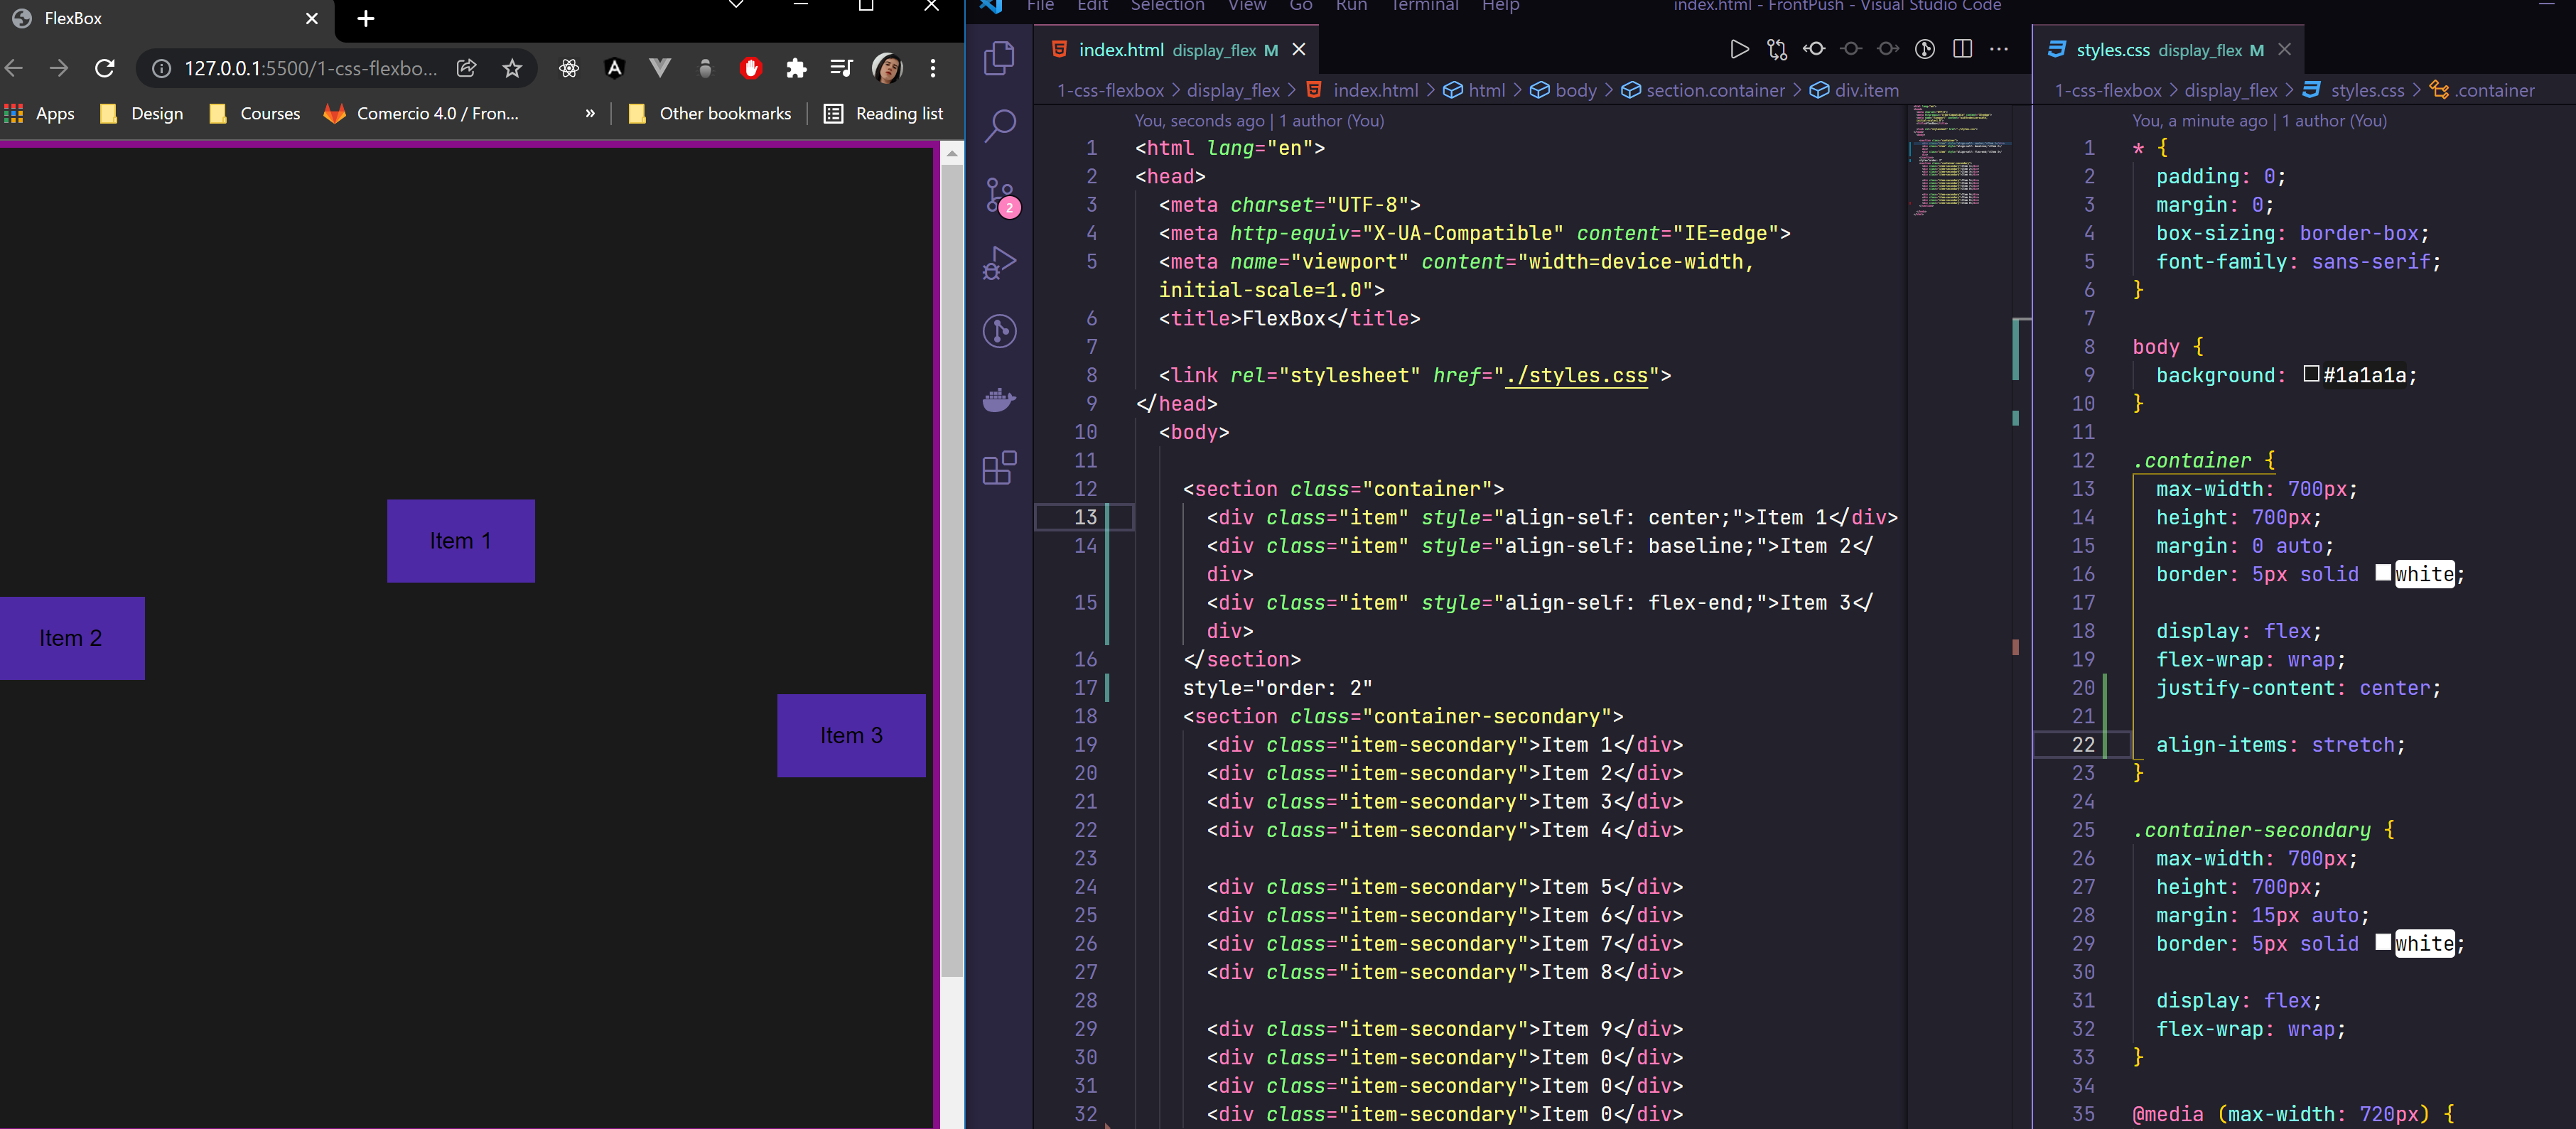 FlexBox
127.0.0.1:5500/1-css-flexbo...
Apps
Design
Courses
Comercio 4.0 / Fron...
»
Other bookmarks
Reading list
Item 1
Item 2
Item 3
File Edit Selection View Go Run Terminal Help
index.html - FrontPush - Visual Studio Code
2
index.html display_flex M
1-css-flexbox > display_flex > index.html > html > body > section.container > div.item
You, seconds ago | 1 author (You)
1 <html lang="en">
2 <head>
3 <meta charset="UTF-8">
4 <meta http-equiv="X-UA-Compatible" content="IE=edge">
5 <meta name="viewport" content="width=device-width,
initial-scale=1.0">
6 <title>FlexBox</title>
7
8 <link rel="stylesheet" href="./styles.css">
9 </head>
10 <body>
11
12 <section class="container">
13 <div class="item" style="align-self: center;">Item 1</div>
14 <div class="item" style="align-self: baseline;">Item 2</
div>
15 <div class="item" style="align-self: flex-end;">Item 3</
div>
16 </section>
17 style="order: 2"
18 <section class="container-secondary">
19 <div class="item-secondary">Item 1</div>
20 <div class="item-secondary">Item 2</div>
21 <div class="item-secondary">Item 3</div>
22 <div class="item-secondary">Item 4</div>
23
24 <div class="item-secondary">Item 5</div>
25 <div class="item-secondary">Item 6</div>
26 <div class="item-secondary">Item 7</div>
27 <div class="item-secondary">Item 8</div>
28
29 <div class="item-secondary">Item 9</div>
30 <div class="item-secondary">Item 0</div>
31 <div class="item-secondary">Item 0</div>
32 <div class="item-secondary">Item 0</div>
styles.css display_flex M
1-css-flexbox > display_flex > styles.css > .container
You, a minute ago | 1 author (You)
1 * {
2 padding: 0;
3 margin: 0;
4 box-sizing: border-box;
5 font-family: sans-serif;
6 }
7
8 body {
9 background: #1a1a1a;
10 }
11
12 .container {
13 max-width: 700px;
14 height: 700px;
15 margin: 0 auto;
16 border: 5px solid white;
17
18 display: flex;
19 flex-wrap: wrap;
20 justify-content: center;
21
22 align-items: stretch;
23 }
24
25 .container-secondary {
26 max-width: 700px;
27 height: 700px;
28 margin: 15px auto;
29 border: 5px solid white;
30
31 display: flex;
32 flex-wrap: wrap;
33 }
34
35 @media (max-width: 720px) {